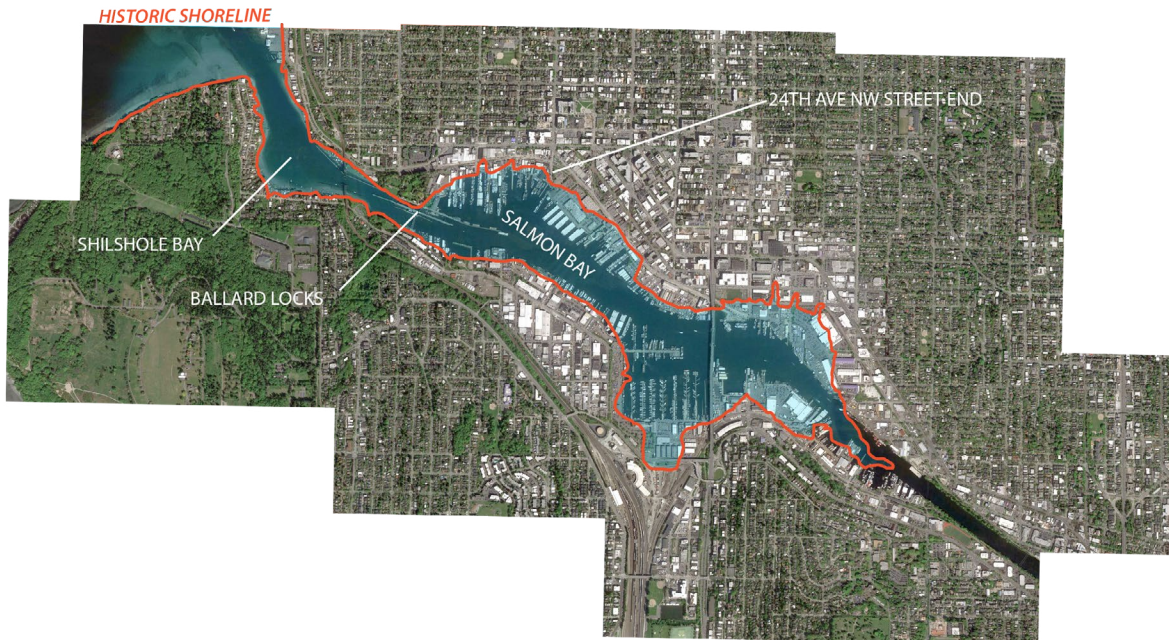 HISTORIC SHORELINE
24TH AVE NW STREET-END
SALMON BAY
SHILSHOLE BAY
BALLARD LOCKS